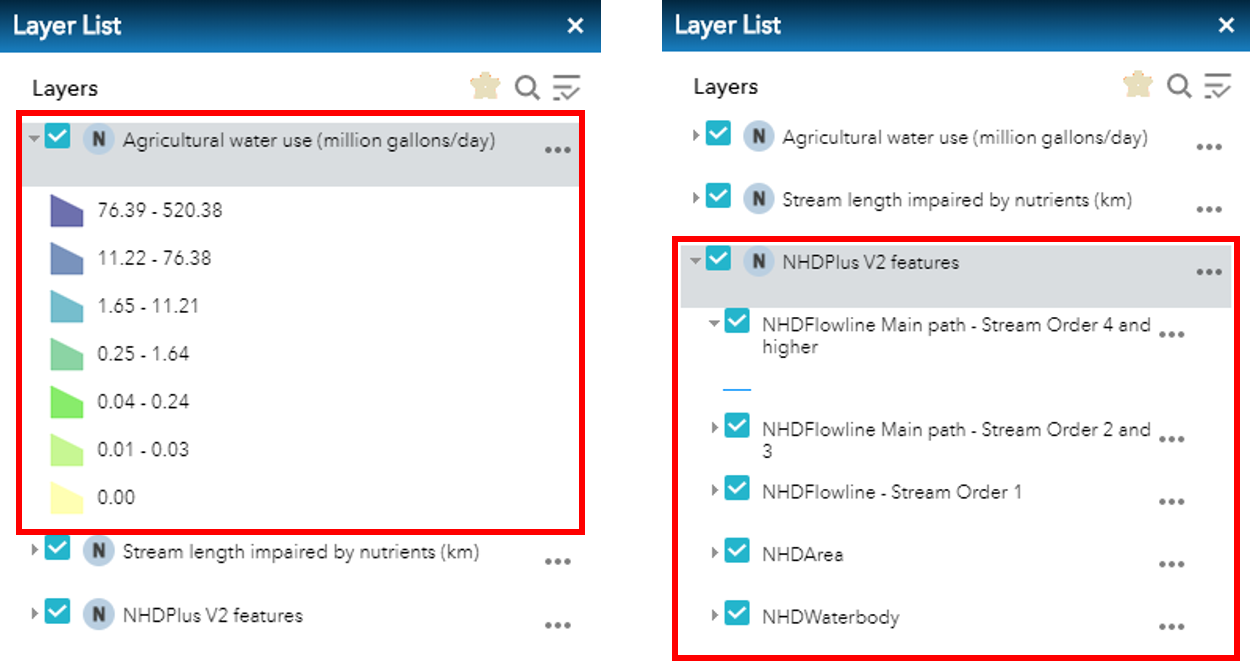 Layer List
Layers
N Agricultural water use (million gallons/day)
76.39 - 520.38
11.22 - 76.38
1.65 - 11.21
0.25 - 1.64
0.04 - 0.24
0.01 - 0.03
0.00
N Stream length impaired by nutrients (km)
N NHDPlus V2 features
Layer List
Layers
N Agricultural water use (million gallons/day)
N Stream length impaired by nutrients (km)
N NHDPlus V2 features
NHDFlowline Main path - Stream Order 4 and
higher
NHDFlowline Main path - Stream Order 2 and
3
NHDFlowline - Stream Order 1
NHDArea
NHDWaterbody